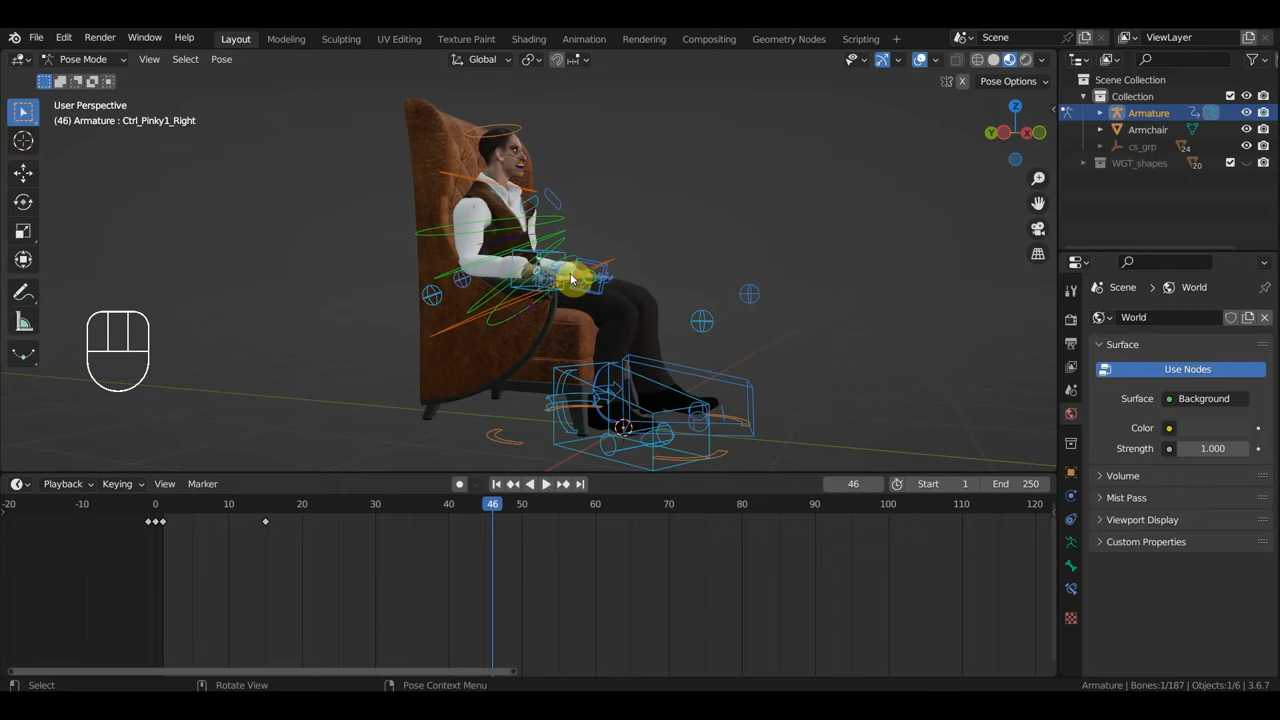 File Edit Render Window Help Layout Modeling Sculpting UV Editing Texture Paint Shading Animation Rendering Compositing Geometry Nodes Scripting + Scene ViewLayer
Pose Mode View Select Pose Global
X Pose Options
Scene Collection
Collection
Armature
Armchair
cs_grp 24
WGT_shapes 20
User Perspective
(46) Armature : Ctrl_Pinky1_Right
Z
Y X
Scene World
World
Surface
Use Nodes
Surface Background
Color
Strength 1.000
Volume
Mist Pass
Viewport Display
Custom Properties
Playback Keying View Marker 46 Start 1 End 250
-20 -10 0 10 20 30 40 46 50 60 70 80 90 100 110 120
Select Rotate View Pose Context Menu Armature | Bones:1/187 | Objects:1/6 | 3.6.7